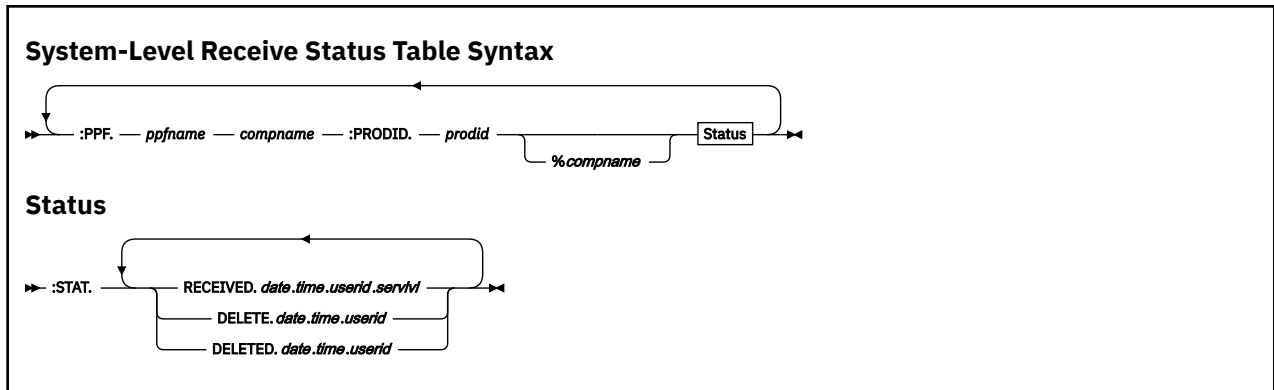 System-Level Receive Status Table Syntax
:PPF. ppfname compname :PRODID. prodid %compname Status
Status
:STAT. RECEIVED. date.time.userid.servlvl
DELETE. date.time.userid
DELETED. date.time.userid